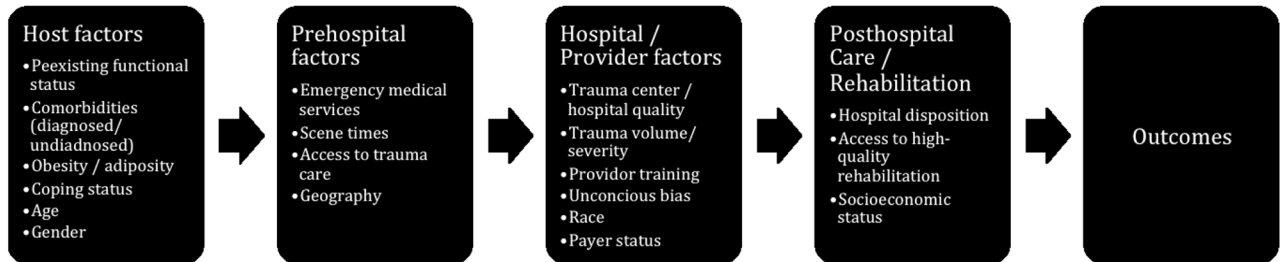 Host factors
•Peexisting functional
status
•Comorbidities
(diagnosed/
undiadnosed)
•Obesity / adiposity
•Coping status
•Age
•Gender
Prehospital
factors
•Emergency medical
services
•Scene times
•Access to trauma
care
•Geography
Hospital /
Provider factors
•Trauma center /
hospital quality
•Trauma volume/
severity
•Providor training
•Unconcious bias
•Race
•Payer status
Posthospital
Care /
Rehabilitation
•Hospital disposition
•Access to high-
quality
rehabilitation
•Socioeconomic
status
Outcomes